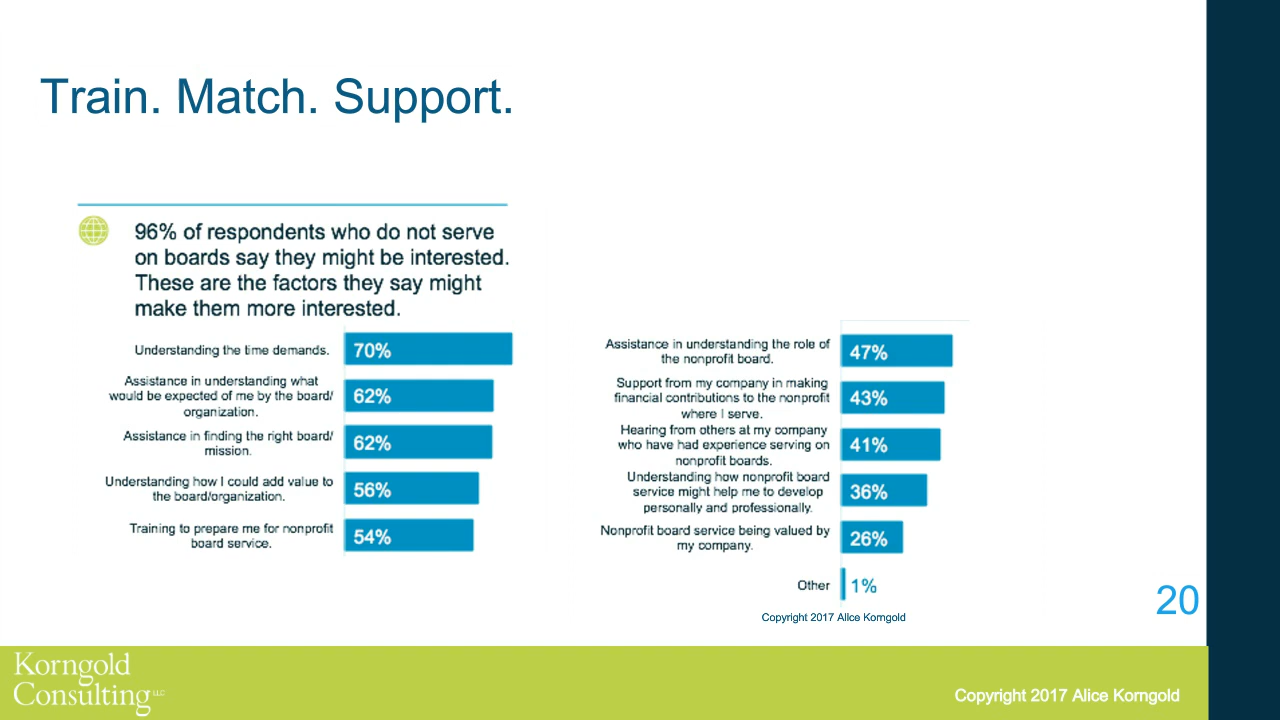 Train. Match. Support.
96% of respondents who do not serve
on boards say they might be interested.
These are the factors they say might
make them more interested.
Understanding the time demands.
70%
Assistance in understanding what
would be expected of me by the board/
organization.
62%
Assistance in finding the right board/
mission.
62%
Understanding how I could add value to
the board/organization.
56%
Training to prepare me for nonprofit
board service.
54%
Assistance in understanding the role of
the nonprofit board.
47%
Support from my company in making
financial contributions to the nonprofit
where I serve.
43%
Hearing from others at my company
who have had experience serving on
nonprofit boards.
41%
Understanding how nonprofit board
service might help me to develop
personally and professionally.
36%
Nonprofit board service being valued by
my company.
26%
Other
1%
Copyright 2017 Alice Korngold
20
Korngold
Consulting LLC
Copyright 2017 Alice Korngold